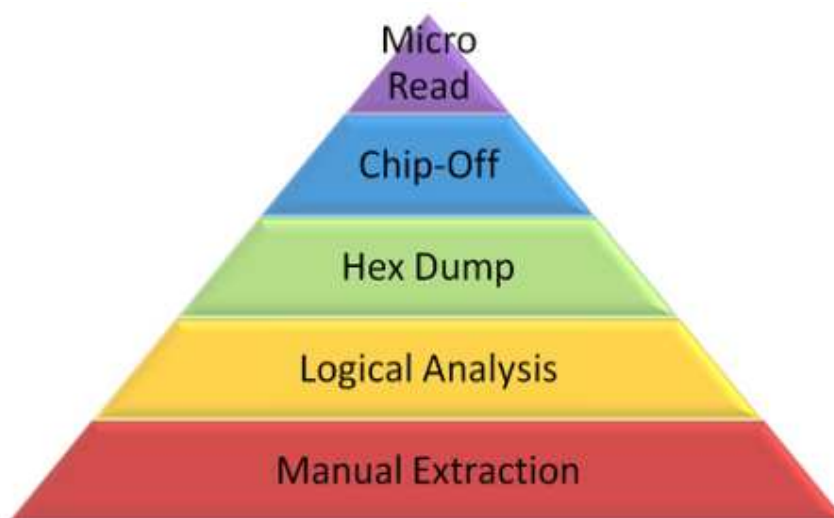 Micro
Read
Chip-Off
Hex Dump
Logical Analysis
Manual Extraction